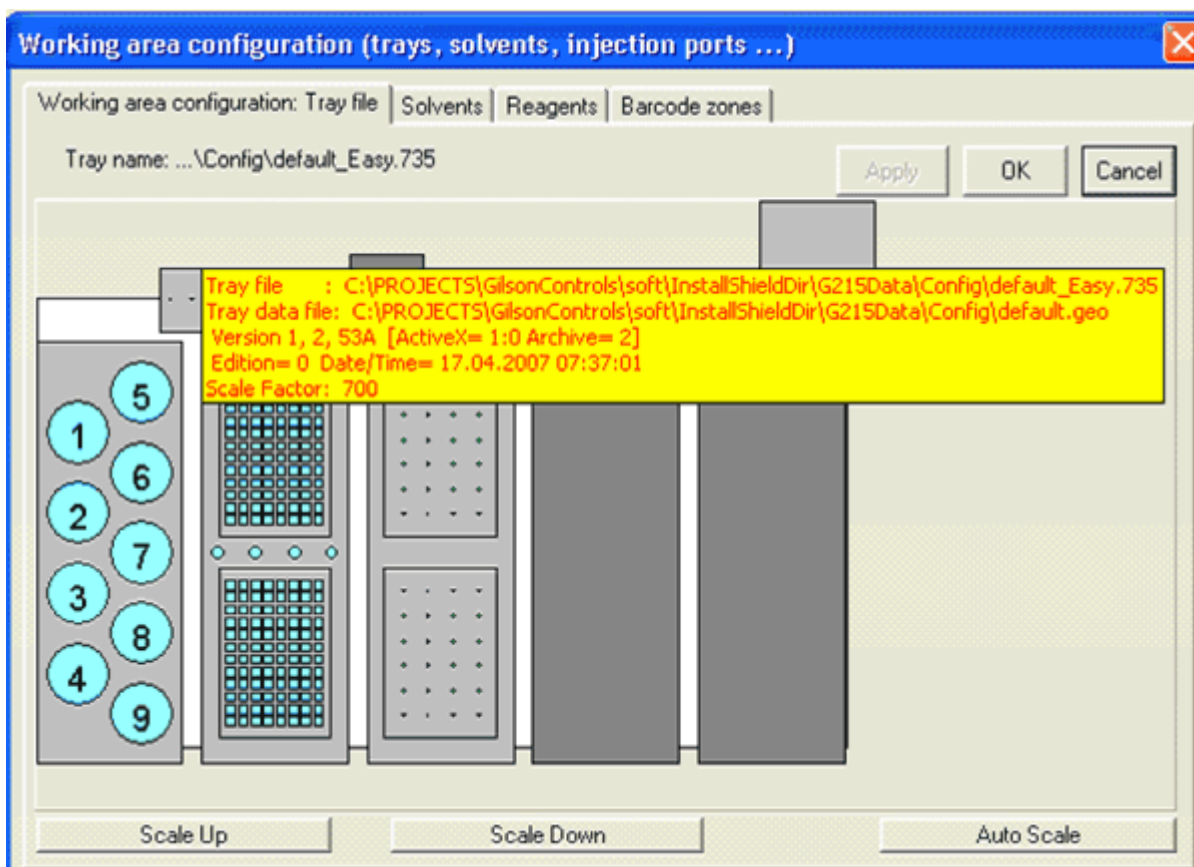 Working area configuration (trays, solvents, injection ports ...)
Working area configuration: Tray file Solvents Reagents Barcode zones
Tray name: ...\Config\default_Easy.735
Apply OK Cancel
Tray file : C:\PROJECTS\GilsonControls\soft\InstallShieldDir\G215Data\Config\default_Easy.735
Tray data file: C:\PROJECTS\GilsonControls\soft\InstallShieldDir\G215Data\Config\default.geo
Version 1, 2, 53A [ActiveX= 1:0 Archive= 2]
Edition= 0 Date/Time= 17.04.2007 07:37:01
Scale Factor: 700
5
1
6
2
7
3
8
4
9
Scale Up Scale Down Auto Scale